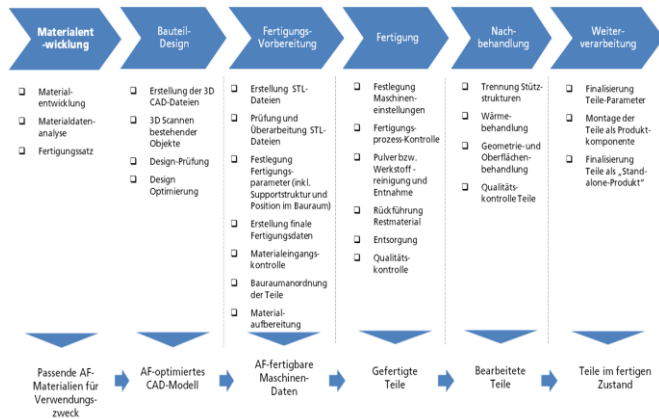 Materialent
-wicklung
Bauteil-
Design
Fertigungs-
Vorbereitung
Fertigung
Nach-
behandlung
Weiter-
verarbeitung
❑ Material-
entwicklung
❑ Materialdaten-
analyse
❑ Fertigungssatz
❑ Erstellung der 3D
CAD-Dateien
❑ 3D Scannen
bestehender
Objekte
❑ Design-Prüfung
❑ Design
Optimierung
❑ Erstellung STL-
Dateien
❑ Prüfung und
Überarbeitung STL-
Dateien
❑ Festlegung
Fertigungs-
parameter (inkl.
Supportstruktur und
Position im Bauraum)
❑ Erstellung finale
Fertigungsdaten
❑ Materialeingangs-
kontrolle
❑ Bauraumanordnung
der Teile
❑ Material-
aufbereitung
❑ Festlegung
Maschinen-
einstellungen
❑ Fertigungs-
prozess-Kontrolle
❑ Pulver bzw.
Werkstoff -
reinigung und
Entnahme
❑ Rückführung
Restmaterial
❑ Entsorgung
❑ Qualitäts-
kontrolle
❑ Trennung Stütz-
strukturen
❑ Wärme-
behandlung
❑ Geometrie- und
Oberflächen-
behandlung
❑ Qualitäts-
kontrolle Teile
❑ Finalisierung
Teile-Parameter
❑ Montage der
Teile als Produkt-
komponente
❑ Finalisierung
Teile als „Stand-
alone-Produkt“
Passende AF-
Materialien für
Verwendungs-
zweck
AF-optimiertes
CAD-Modell
AF-fertigbare
Maschinen-
Daten
Gefertigte
Teile
Bearbeitete
Teile
Teile im fertigen
Zustand